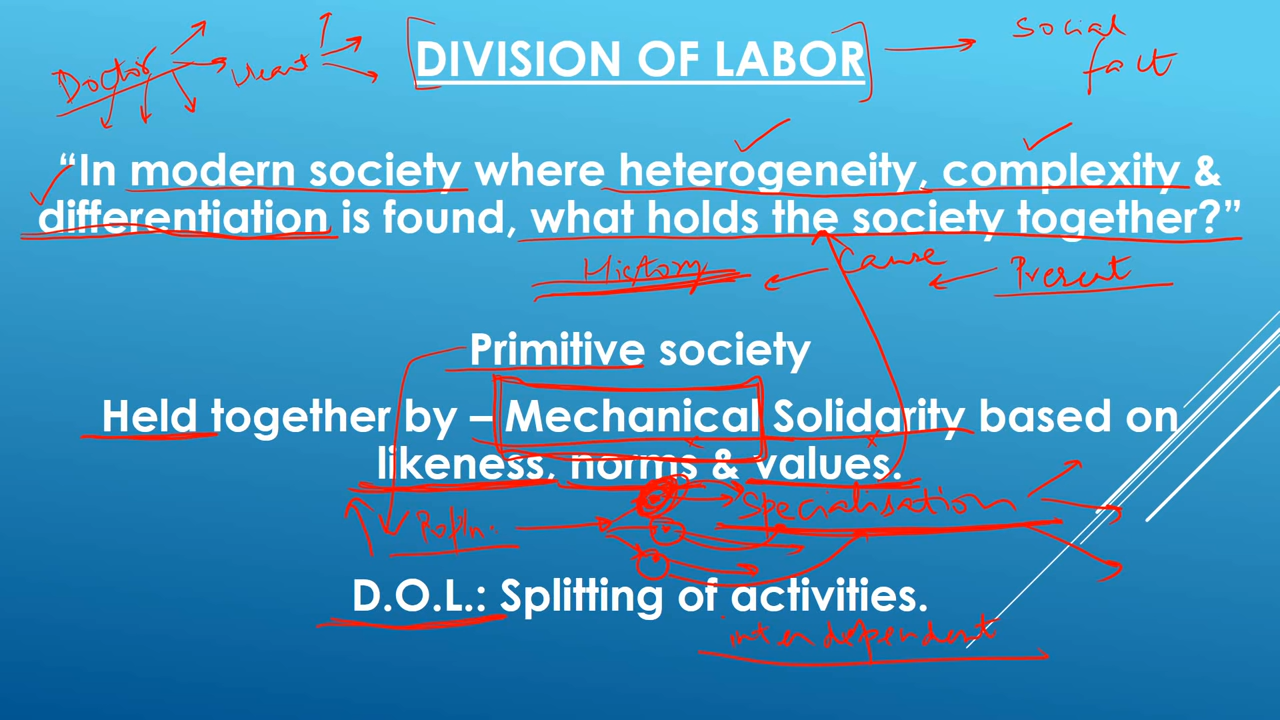 Doctor
Heart
DIVISION OF LABOR
social
fact
“In modern society where heterogeneity, complexity &
differentiation is found, what holds the society together?”
History
Cause
Present
Primitive society
Held together by – Mechanical Solidarity based on
likeness, norms & values.
Popln.
Specialisation
D.O.L.: Splitting of activities.
interdependent